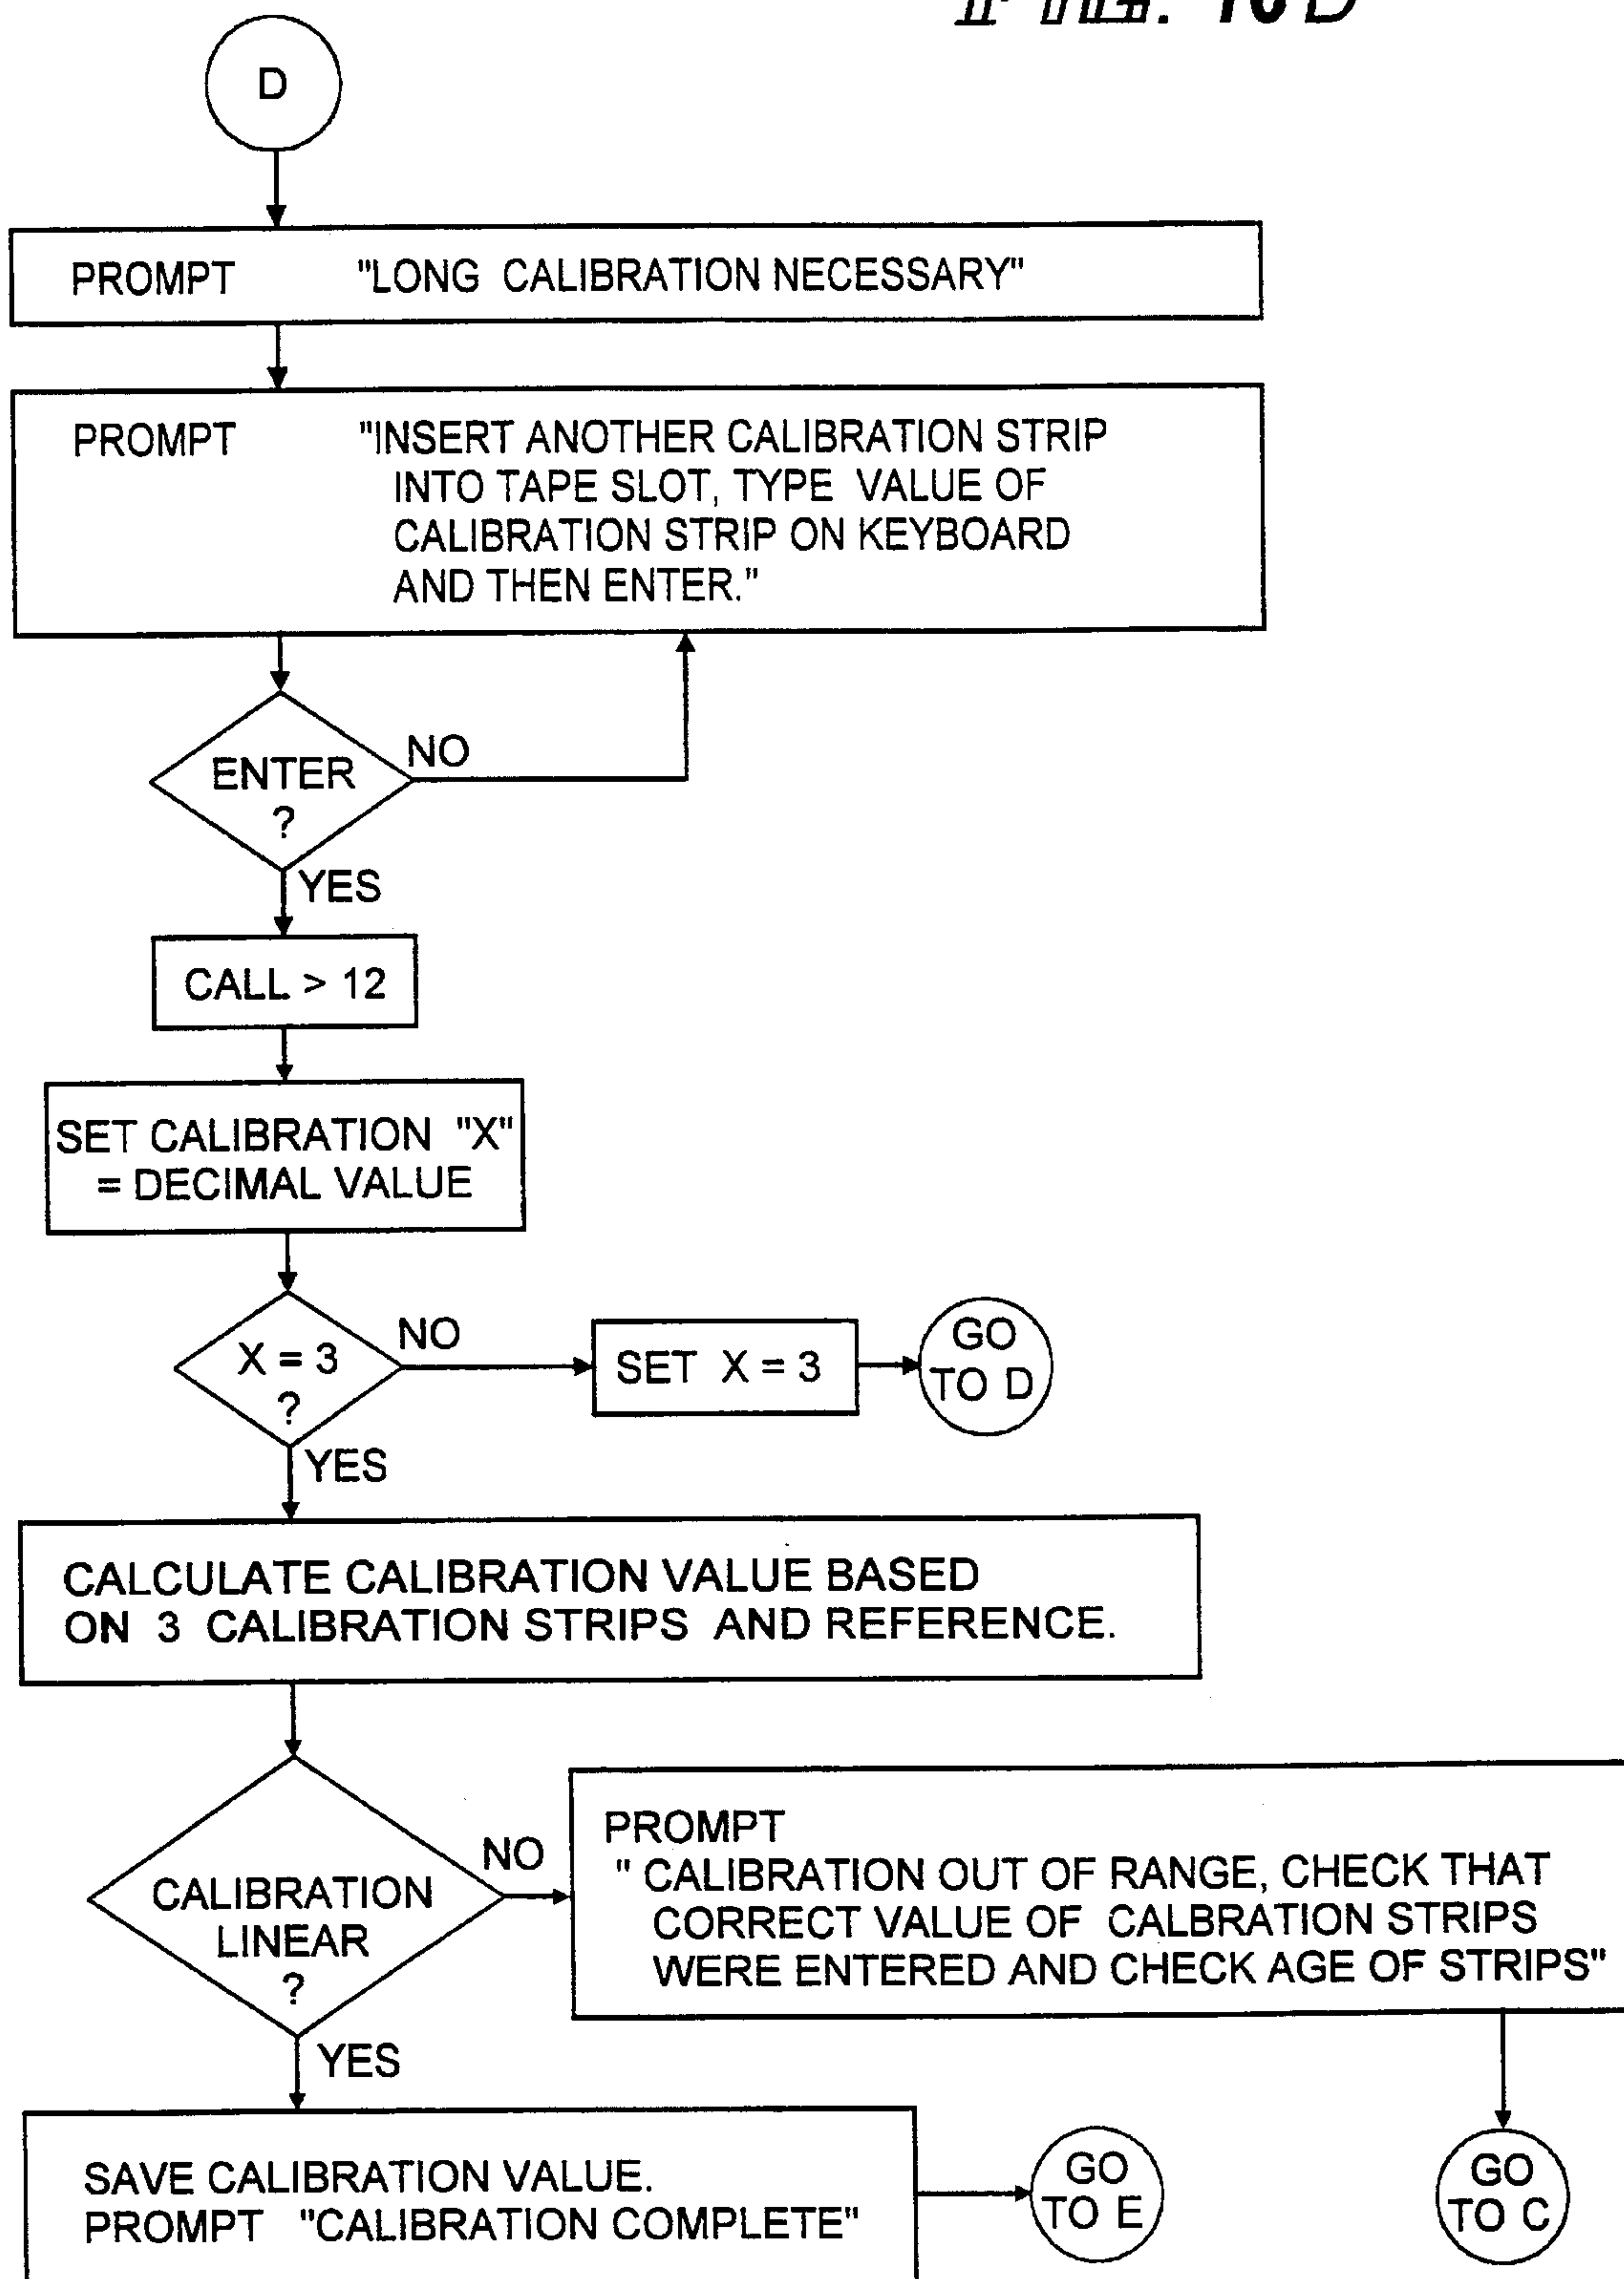 FIG. 10D
D
PROMPT "LONG CALIBRATION NECESSARY"
PROMPT "INSERT ANOTHER CALIBRATION STRIP
INTO TAPE SLOT, TYPE VALUE OF
CALIBRATION STRIP ON KEYBOARD
AND THEN ENTER."
ENTER
?
NO
YES
CALL > 12
SET CALIBRATION "X"
= DECIMAL VALUE
X = 3
?
NO
SET X = 3
GO
TO D
YES
CALCULATE CALIBRATION VALUE BASED
ON 3 CALIBRATION STRIPS AND REFERENCE.
CALIBRATION
LINEAR
?
NO
PROMPT
" CALIBRATION OUT OF RANGE, CHECK THAT
CORRECT VALUE OF CALBRATION STRIPS
WERE ENTERED AND CHECK AGE OF STRIPS"
YES
SAVE CALIBRATION VALUE.
PROMPT "CALIBRATION COMPLETE"
GO
TO E
GO
TO C